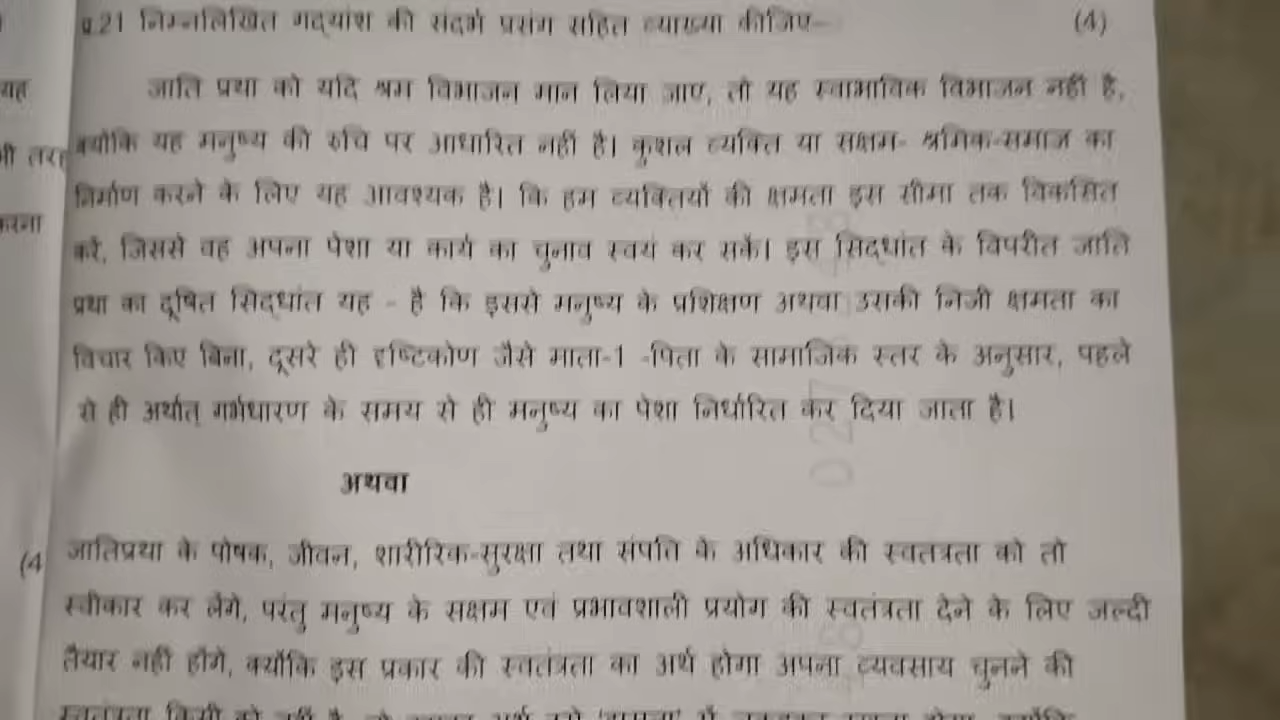 प्र.21 निम्नलिखित गद्यांश की संदर्भ प्रसंग सहित व्याख्या कीजिए– (4)
यह
जाति प्रथा को यदि श्रम विभाजन मान लिया जाए, तो यह स्वाभाविक विभाजन नहीं है,
तरह
क्योंकि यह मनुष्य की रुचि पर आधारित नहीं है। कुशल व्यक्ति या सक्षम- श्रमिक-समाज का
निर्माण करने के लिए यह आवश्यक है। कि हम व्यक्तियों की क्षमता इस सीमा तक विकसित
करना
करें, जिससे वह अपना पेशा या कार्य का चुनाव स्वयं कर सकें। इस सिद्धांत के विपरीत जाति
प्रथा का दूषित सिद्धांत यह - है कि इससे मनुष्य के प्रशिक्षण अथवा उसकी निजी क्षमता का
विचार किए बिना, दूसरे ही दृष्टिकोण जैसे माता-1 -पिता के सामाजिक स्तर के अनुसार, पहले
से ही अर्थात् गर्भधारण के समय से ही मनुष्य का पेशा निर्धारित कर दिया जाता है।
अथवा
(4
जातिप्रथा के पोषक, जीवन, शारीरिक-सुरक्षा तथा संपत्ति के अधिकार की स्वतंत्रता को तो
स्वीकार कर लेंगे, परंतु मनुष्य के सक्षम एवं प्रभावशाली प्रयोग की स्वतंत्रता देने के लिए जल्दी
तैयार नहीं होंगे, क्योंकि इस प्रकार की स्वतंत्रता का अर्थ होगा अपना व्यवसाय चुनने की